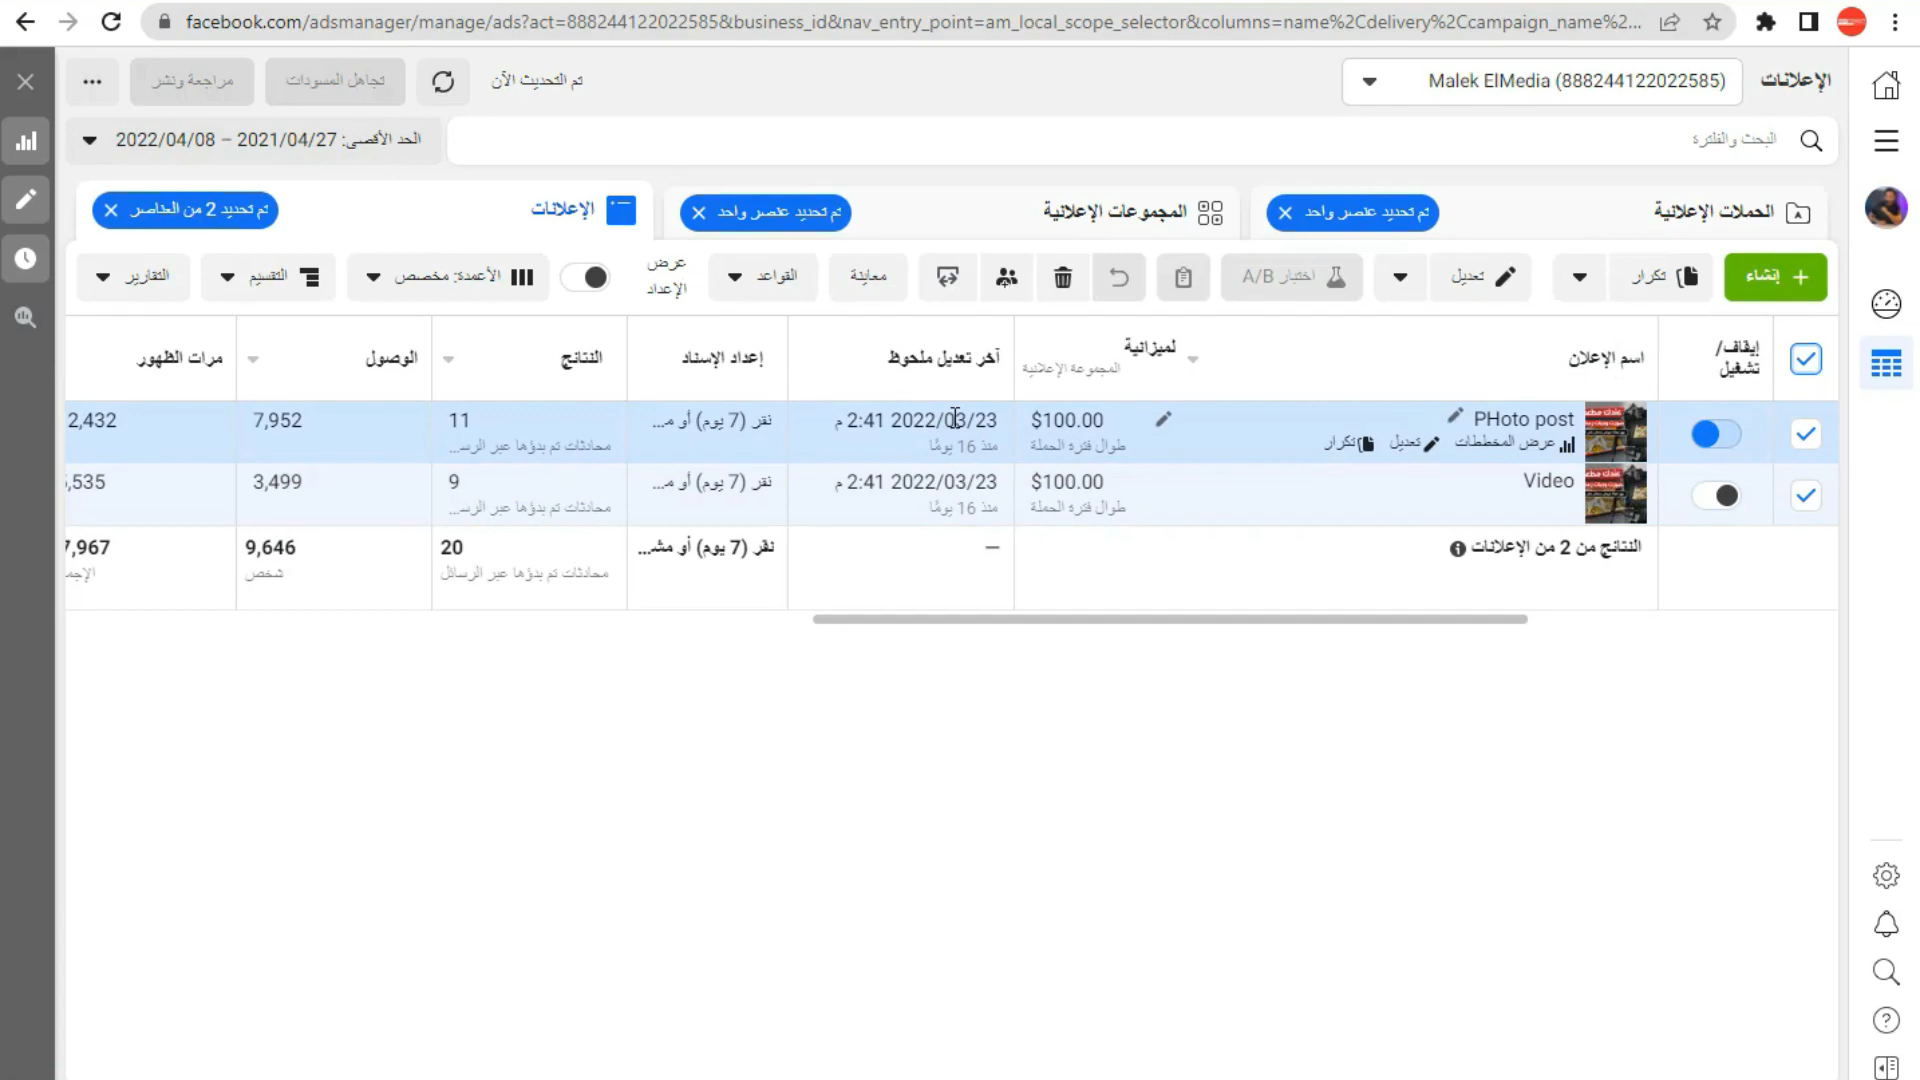 facebook.com/adsmanager/manage/ads?act=888244122022585&business_id&nav_entry_point=am_local_scope_selector&columns=name%2Cdelivery%2Ccampaign_name%2...
الإعلانات
Malek ElMedia (888244122022585)
تم التحديث الآن
تجاهل المسودات
مراجعة ونشر
البحث والفلترة
الحد الأقصى: 2021/04/27 – 2022/04/08
الحملات الإعلانية
تم تحديد عنصر واحد
المجموعات الإعلانية
تم تحديد عنصر واحد
الإعلانات
تم تحديد 2 من العناصر
إنشاء
تكرار
تعديل
اختبار A/B
معاينة
القواعد
عرض الإعداد
الأعمدة: مخصص
التقسيم
التقارير
إيقاف/تشغيل
اسم الإعلان
لميزانية
المجموعة الإعلانية
آخر تعديل ملحوظ
إعداد الإسناد
النتائج
الوصول
مرات الظهور
PHoto post
عرض المخططات
تعديل
تكرار
$100.00
طوال فترة الحملة
2022/03/23 2:41 م
منذ 16 يومًا
نقر (7 يوم) أو م...
11
محادثات تم بدؤها عبر الرسا...
7,952
2,432
Video
$100.00
طوال فترة الحملة
2022/03/23 2:41 م
منذ 16 يومًا
نقر (7 يوم) أو م...
9
محادثات تم بدؤها عبر الرسا...
3,499
,535
النتائج من 2 من الإعلانات
—
نقر (7 يوم) أو مش...
20
محادثات تم بدؤها عبر الرسائل
9,646
شخص
7,967
الإجم